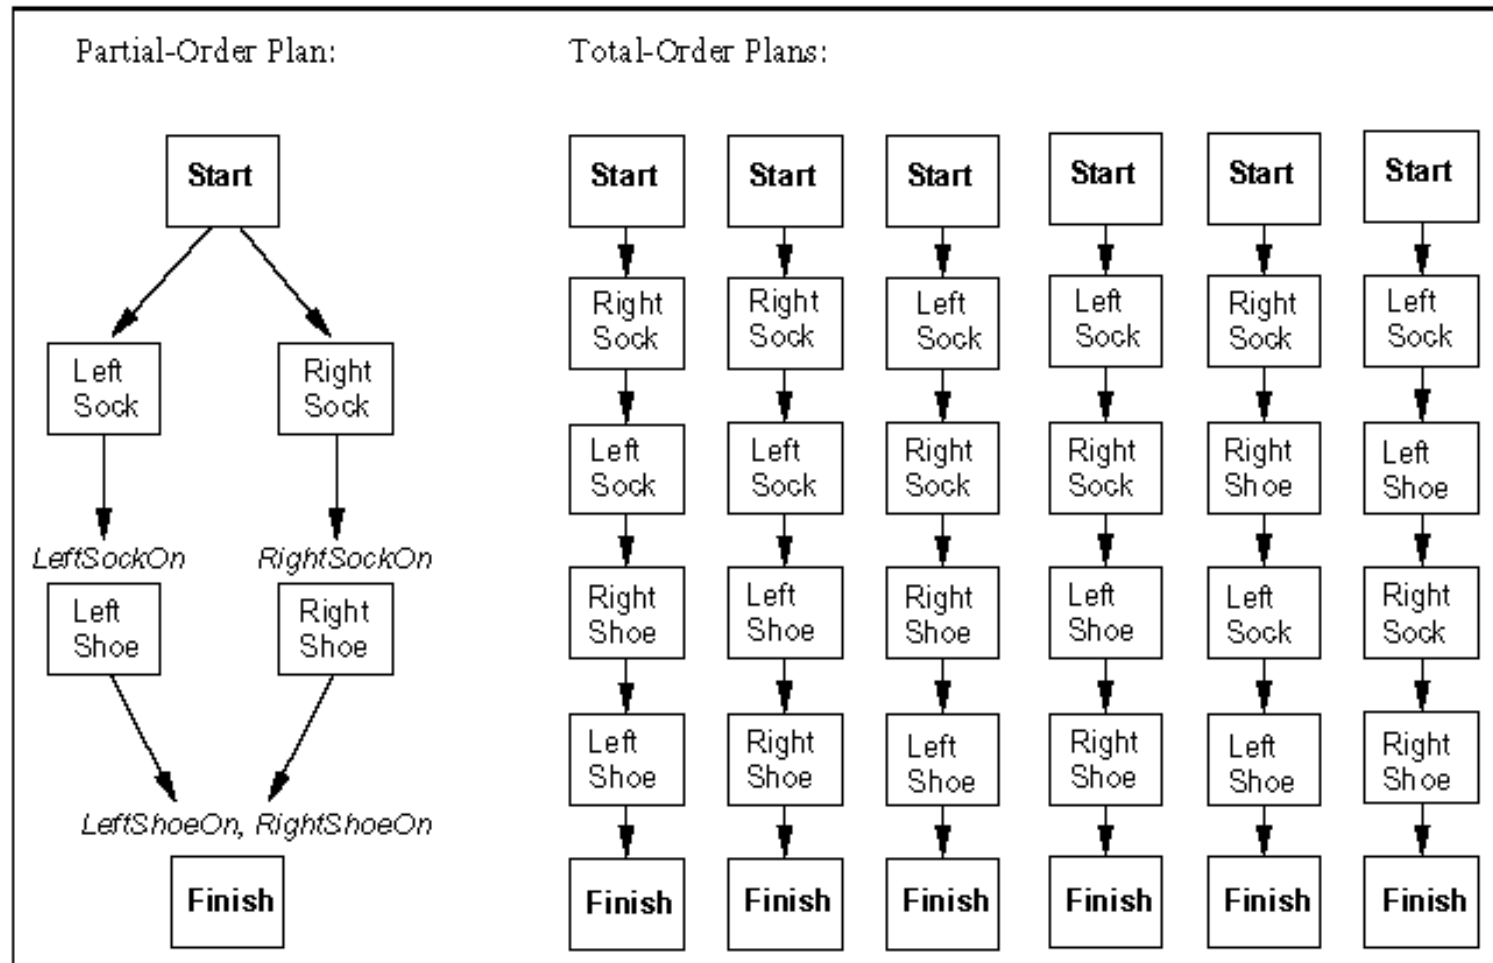 Partial-Order Plan:
Start
Left
Sock
Right
Sock
LeftSockOn
RightSockOn
Left
Shoe
Right
Shoe
LeftShoeOn, RightShoeOn
Finish
Total-Order Plans:
Start
Right
Sock
Left
Sock
Right
Shoe
Left
Shoe
Finish
Start
Right
Sock
Left
Sock
Left
Shoe
Right
Shoe
Finish
Start
Left
Sock
Right
Sock
Right
Shoe
Left
Shoe
Finish
Start
Left
Sock
Right
Sock
Left
Shoe
Right
Shoe
Finish
Start
Right
Sock
Right
Shoe
Left
Sock
Left
Shoe
Finish
Start
Left
Sock
Left
Shoe
Right
Sock
Right
Shoe
Finish